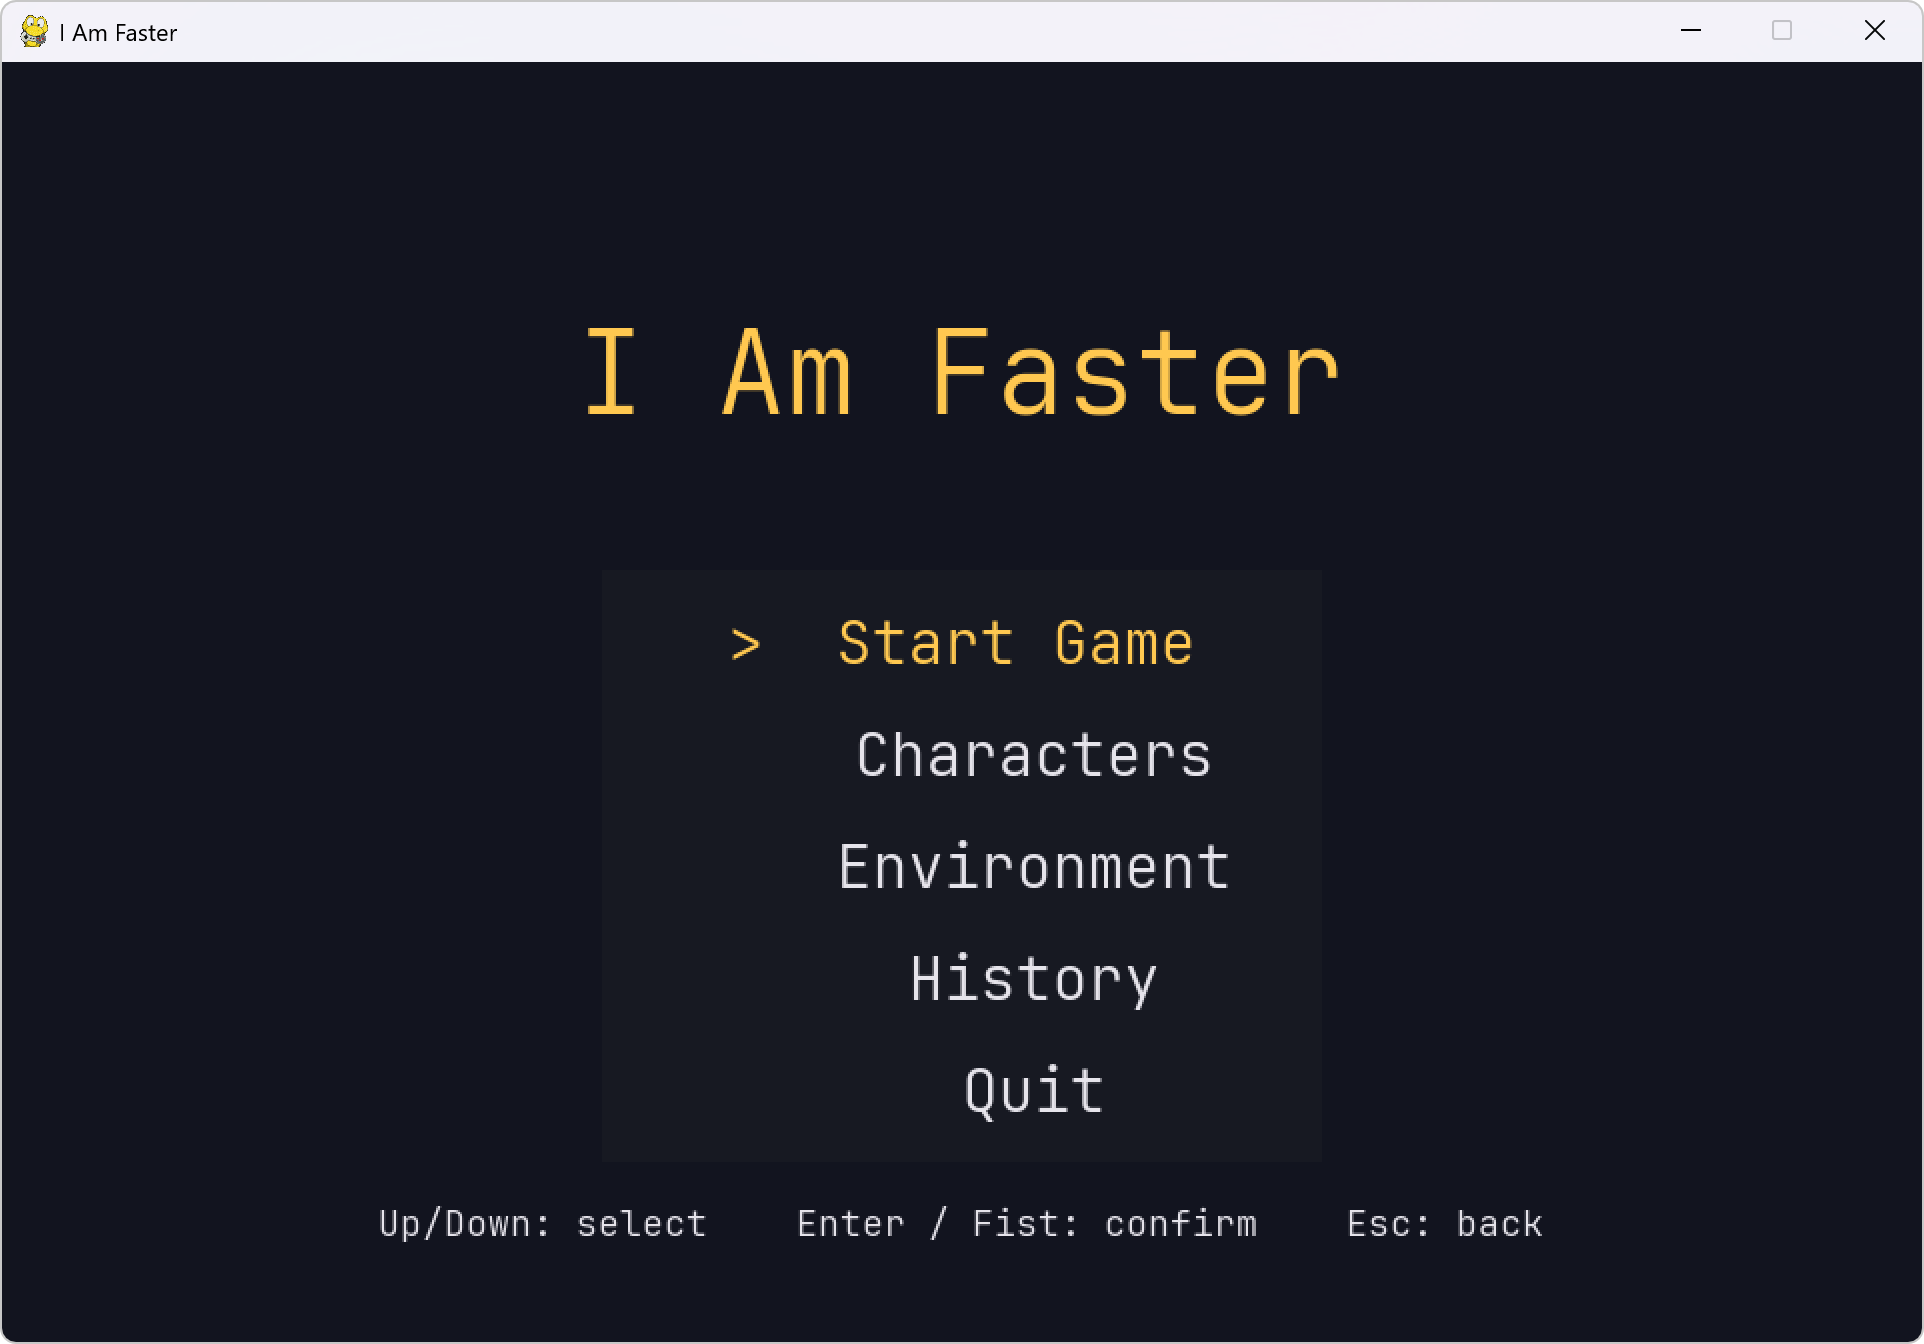 I Am Faster
I Am Faster
> Start Game
Characters
Environment
History
Quit
Up/Down: select Enter / Fist: confirm Esc: back